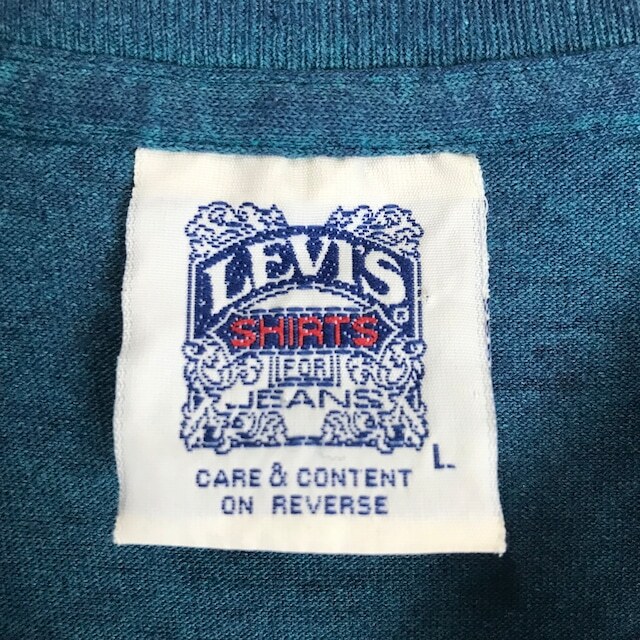 LEVI'S®
SHIRTS
FOR
JEANS
L.
CARE & CONTENT
ON REVERSE